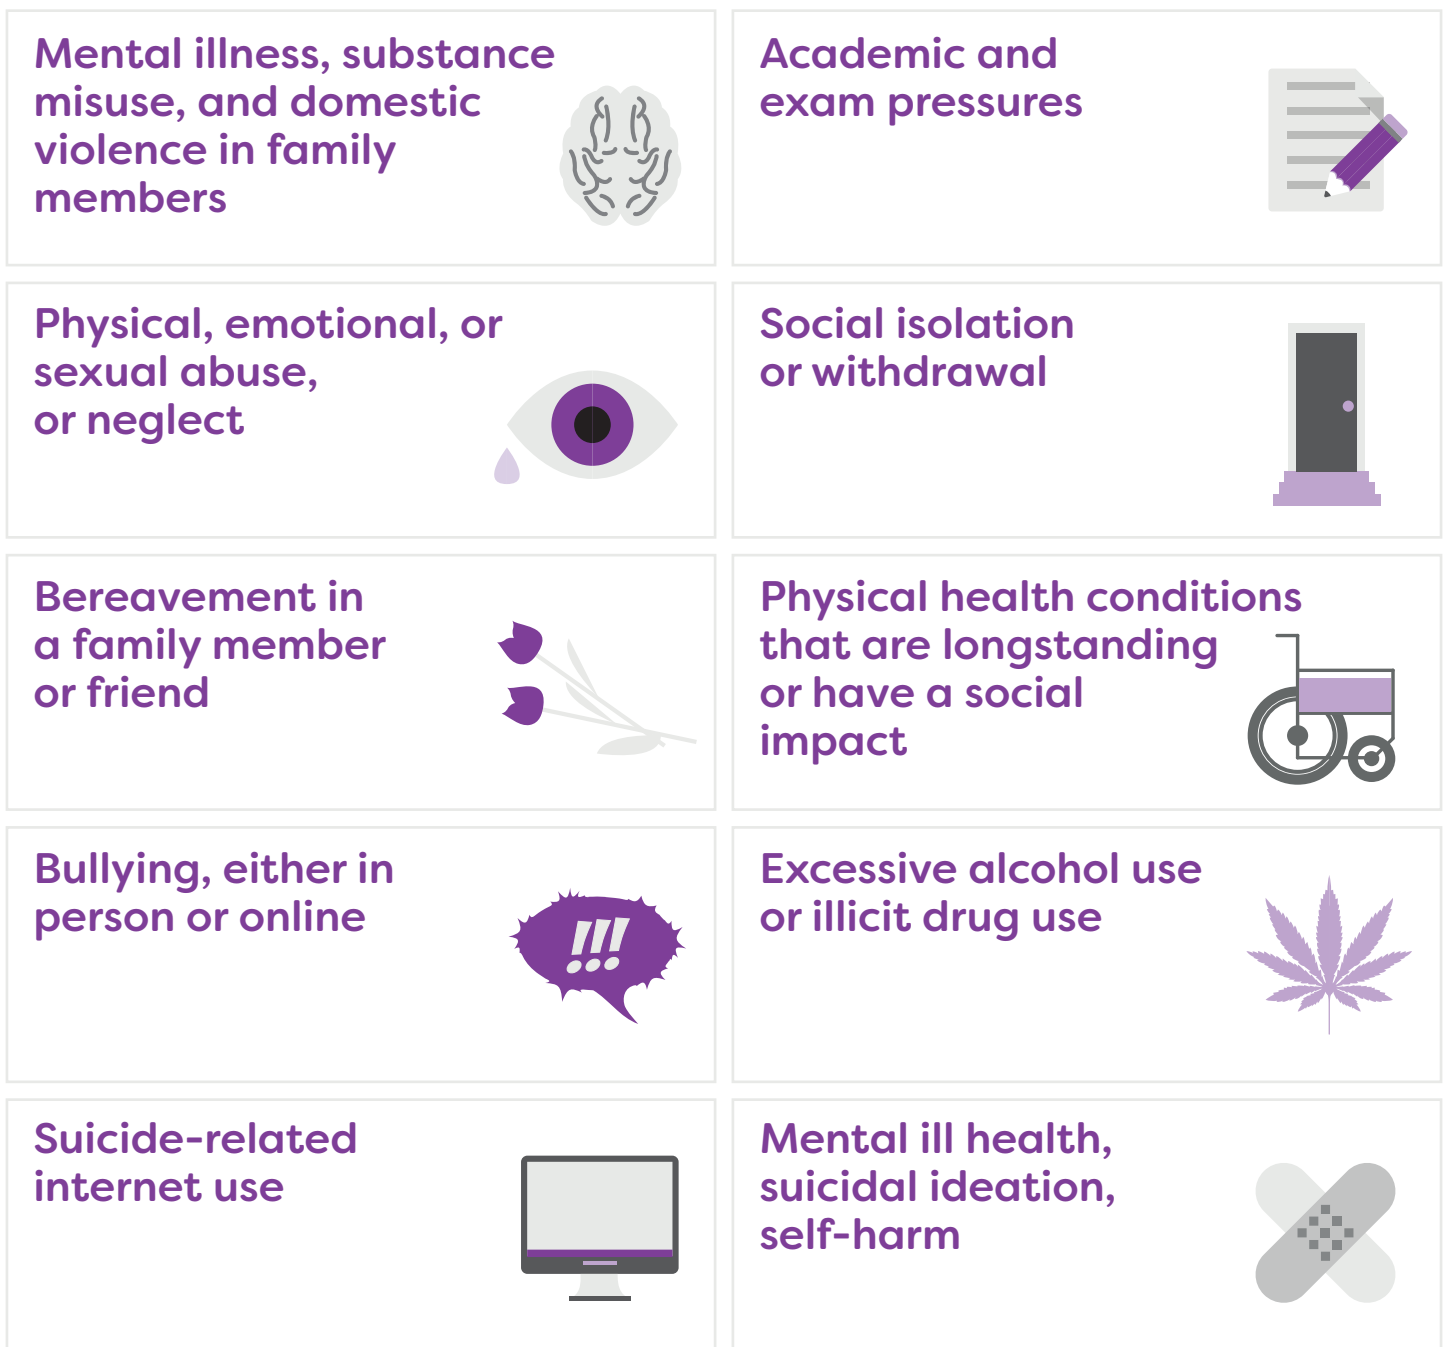 Mental illness, substance
misuse, and domestic
violence in family
members
Academic and
exam pressures
Physical, emotional, or
sexual abuse,
or neglect
Social isolation
or withdrawal
Bereavement in
a family member
or friend
Physical health conditions
that are longstanding
or have a social
impact
Bullying, either in
person or online
!!!
Excessive alcohol use
or illicit drug use
Suicide-related
internet use
Mental ill health,
suicidal ideation,
self-harm